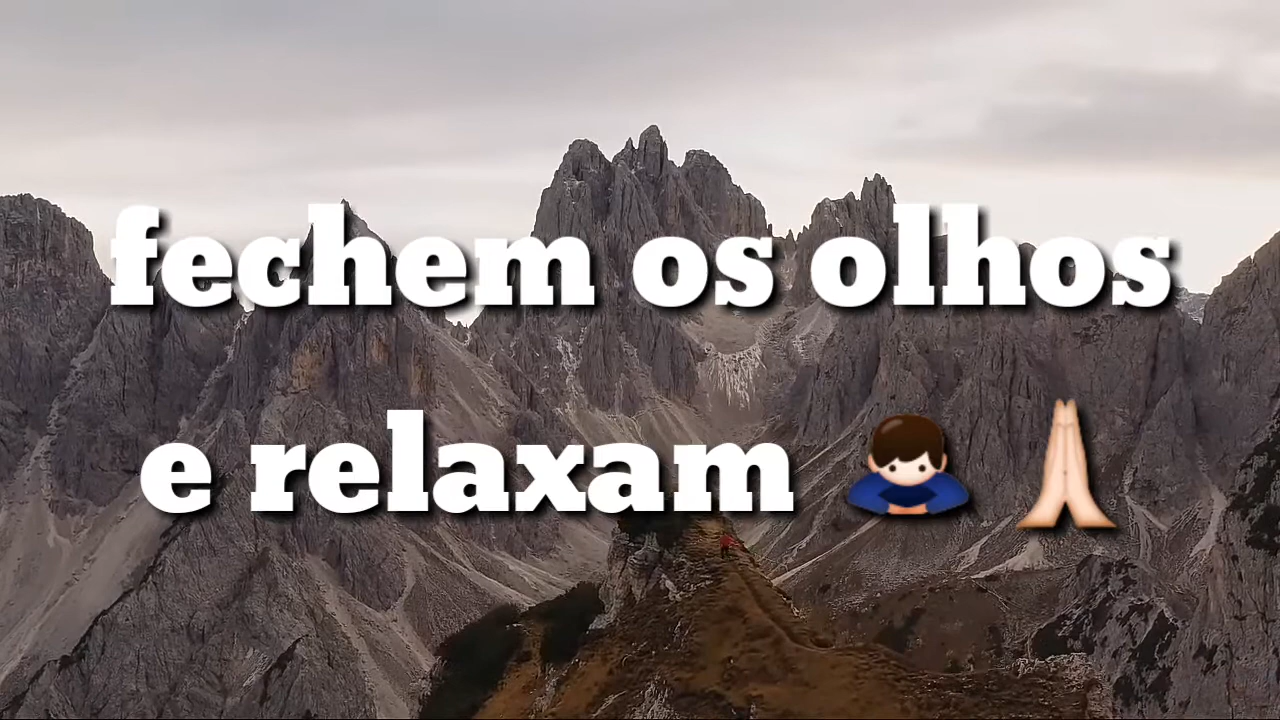 fechem os olhos
e relaxam 🙇‍♂️ 🙏🏻